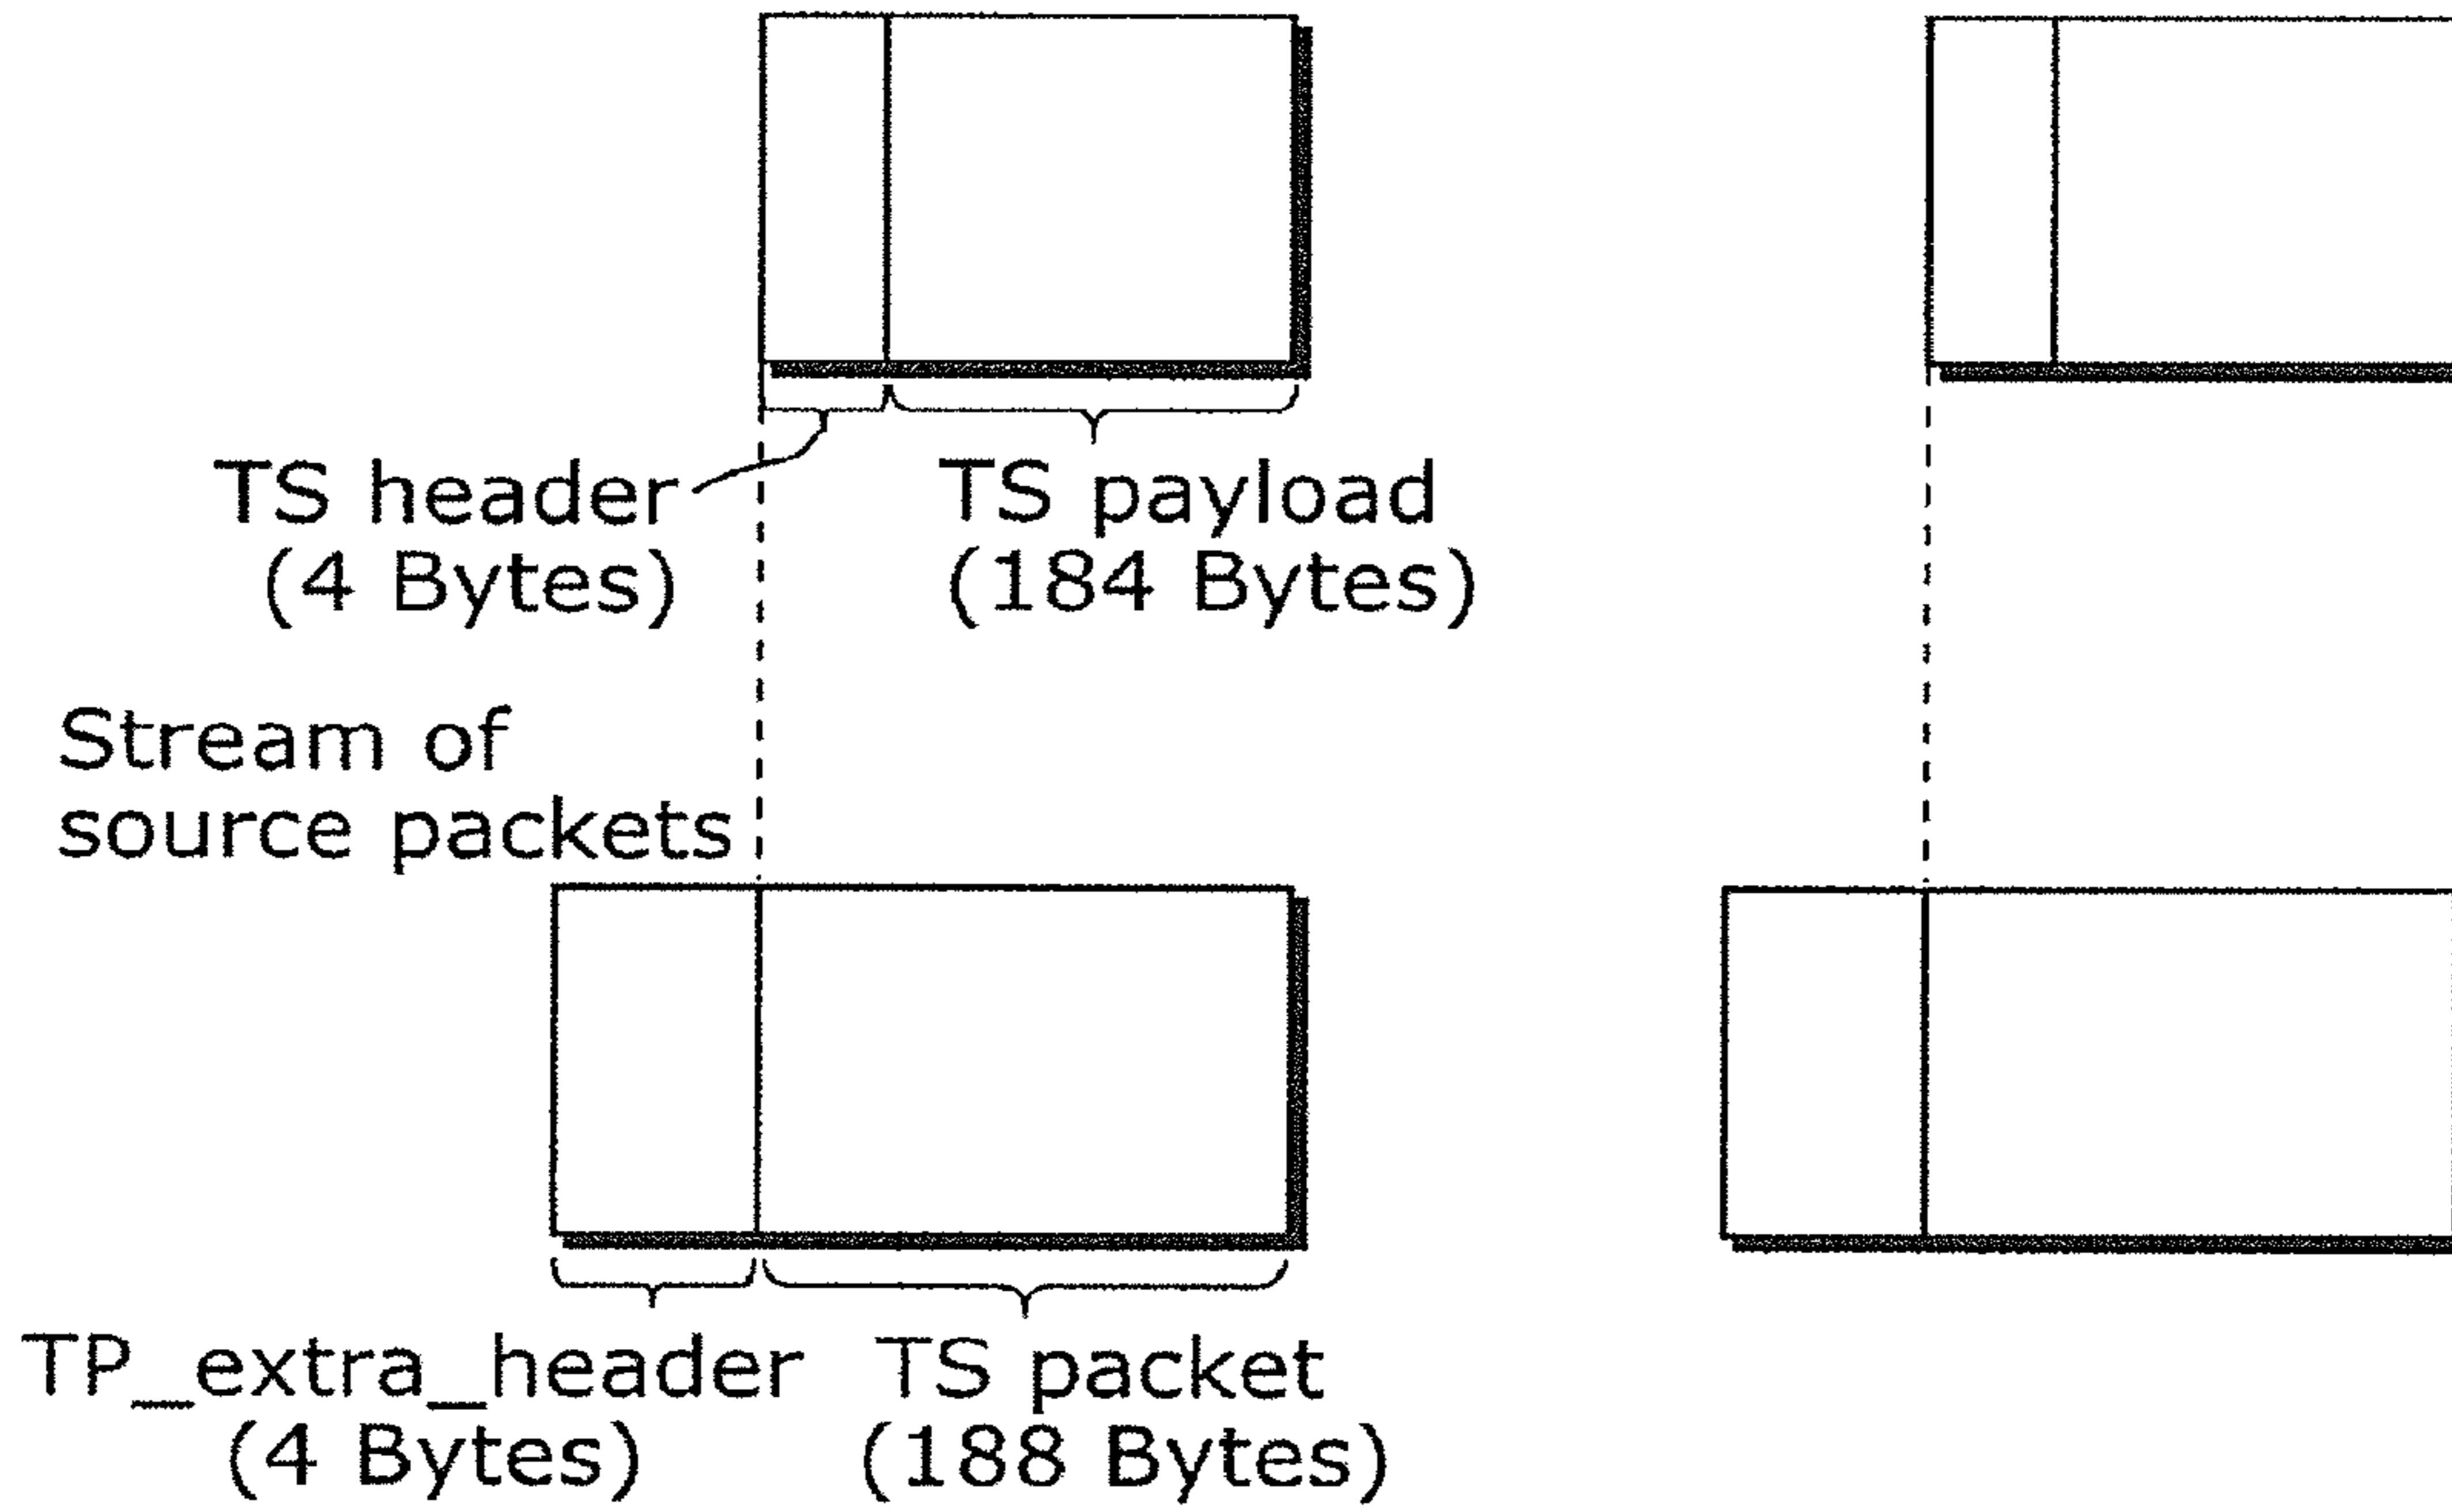 TS header
(4 Bytes)
TS payload
(184 Bytes)
Stream of
source packets
TP_extra_header
(4 Bytes)
TS packet
(188 Bytes)